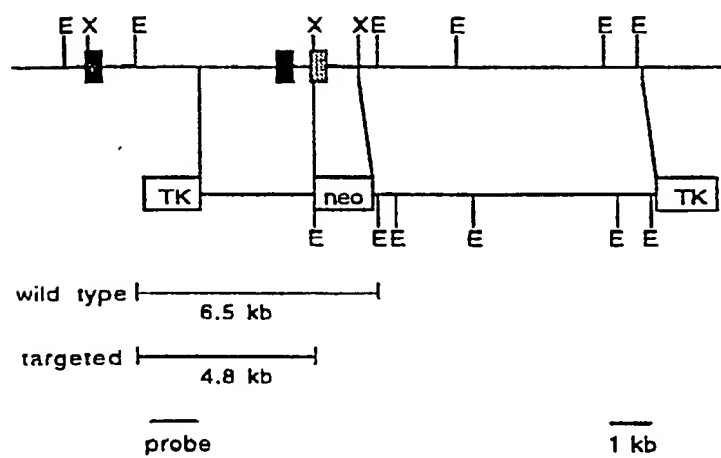 E X E X X E E E E
TK neo TK
E E E E E E
wild type
6.5 kb
targeted
4.8 kb
probe 1 kb